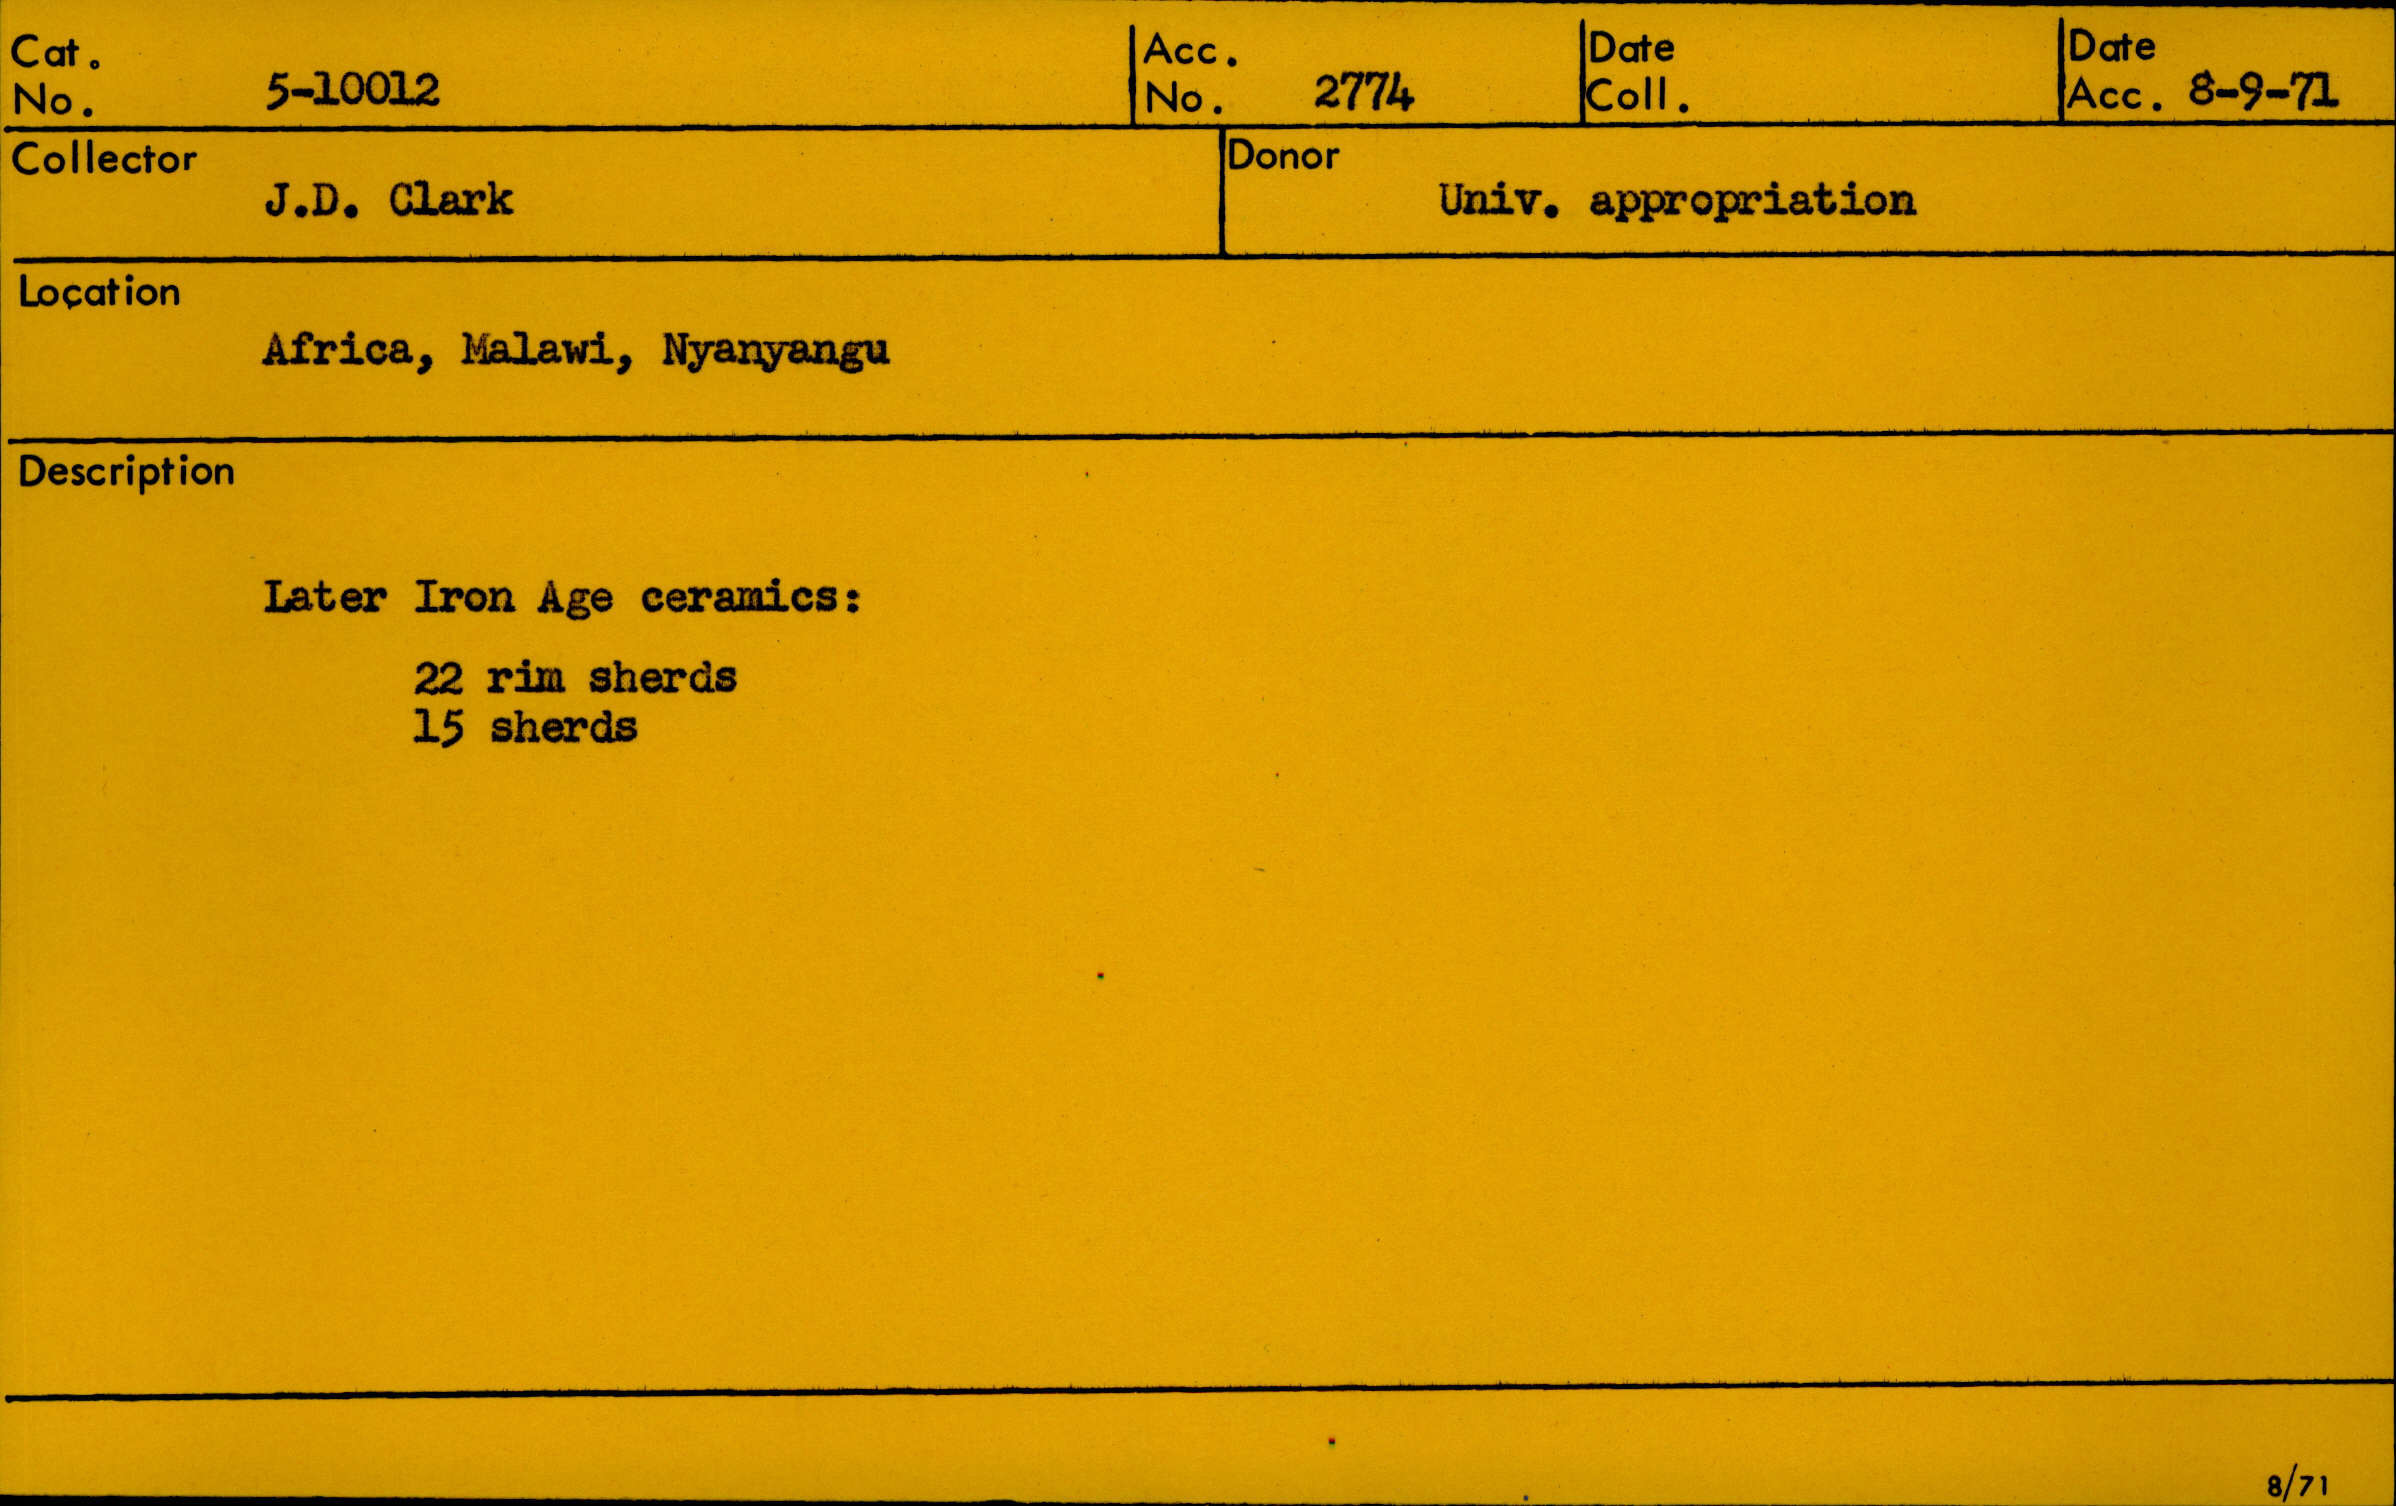 Cat.
No. 5-10012
Acc.
No. 2774
Date
Coll.
Date
Acc. 8-9-71
Collector
J.D. Clark
Donor
Univ. appropriation
Location
Africa, Malawi, Nyanyangu
Description
Later Iron Age ceramics:
22 rim sherds
15 sherds
8/71